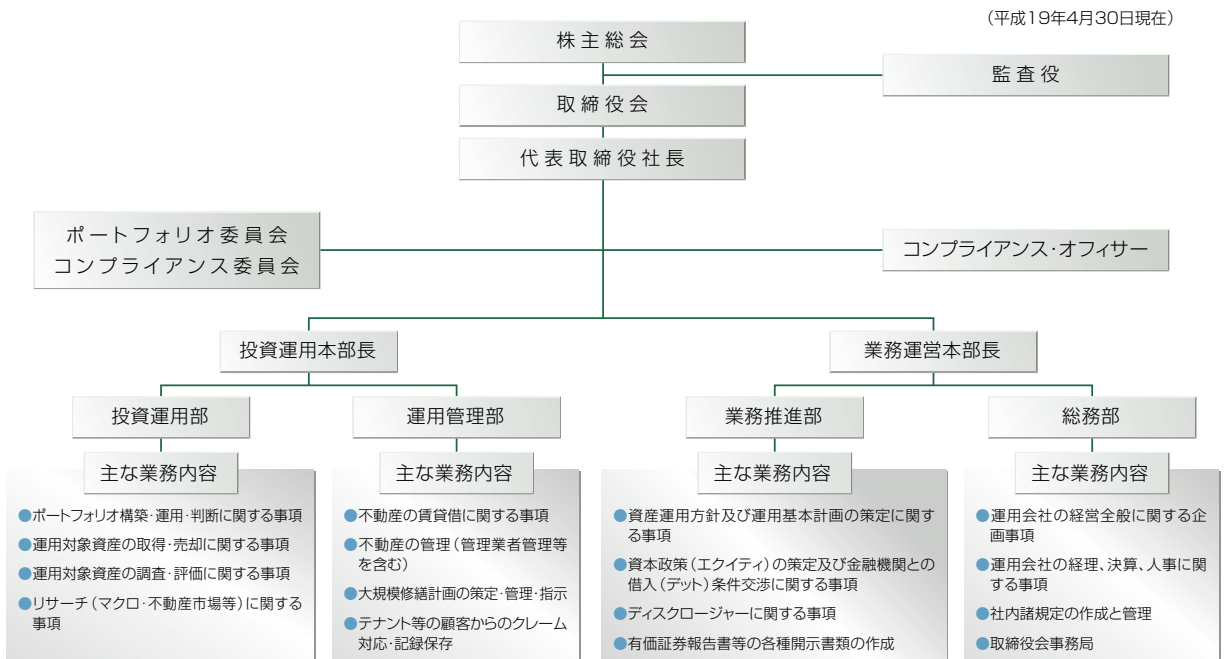 （平成19年4月30日現在）
株主総会
監査役
取締役会
代表取締役社長
ポートフォリオ委員会
コンプライアンス委員会
コンプライアンス・オフィサー
投資運用本部長
業務運営本部長
投資運用部
運用管理部
業務推進部
総務部
主な業務内容
主な業務内容
主な業務内容
主な業務内容
●ポートフォリオ構築・運用・判断に関する事項
●運用対象資産の取得・売却に関する事項
●運用対象資産の調査・評価に関する事項
●リサーチ（マクロ・不動産市場等）に関する
事項
●不動産の賃貸借に関する事項
●不動産の管理（管理業者管理等
を含む）
●大規模修繕計画の策定・管理・指示
●テナント等の顧客からのクレーム
対応・記録保存
●資産運用方針及び運用基本計画の策定に関す
る事項
●資本政策（エクイティ）の策定及び金融機関との
借入（デット）条件交渉に関する事項
●ディスクロージャーに関する事項
●有価証券報告書等の各種開示書類の作成
●運用会社の経営全般に関する企
画事項
●運用会社の経理、決算、人事に関
する事項
●社内諸規定の作成と管理
●取締役会事務局